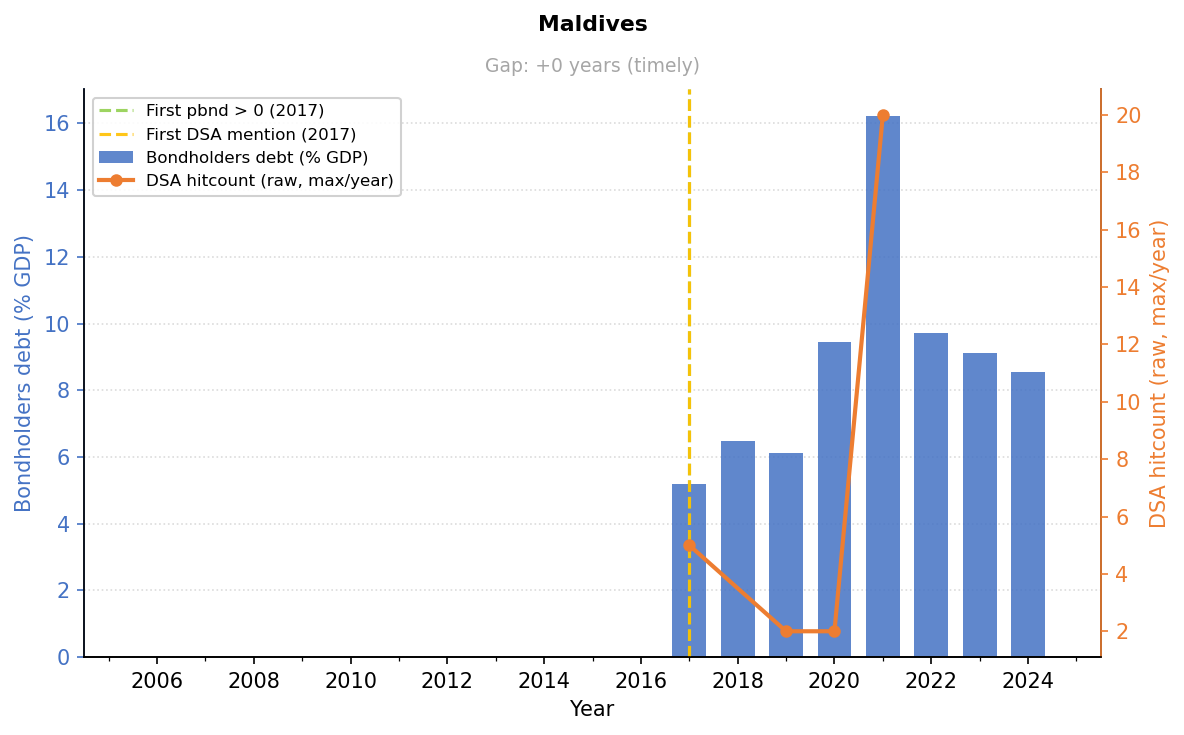 Maldives
Gap: +0 years (timely)
First pbnd > 0 (2017)
First DSA mention (2017)
Bondholders debt (% GDP)
DSA hitcount (raw, max/year)
Bondholders debt (% GDP)
16
14
12
10
8
6
4
2
0
20
18
16
14
12
10
8
6
4
2
DSA hitcount (raw, max/year)
2006 2008 2010 2012 2014 2016 2018 2020 2022 2024
Year